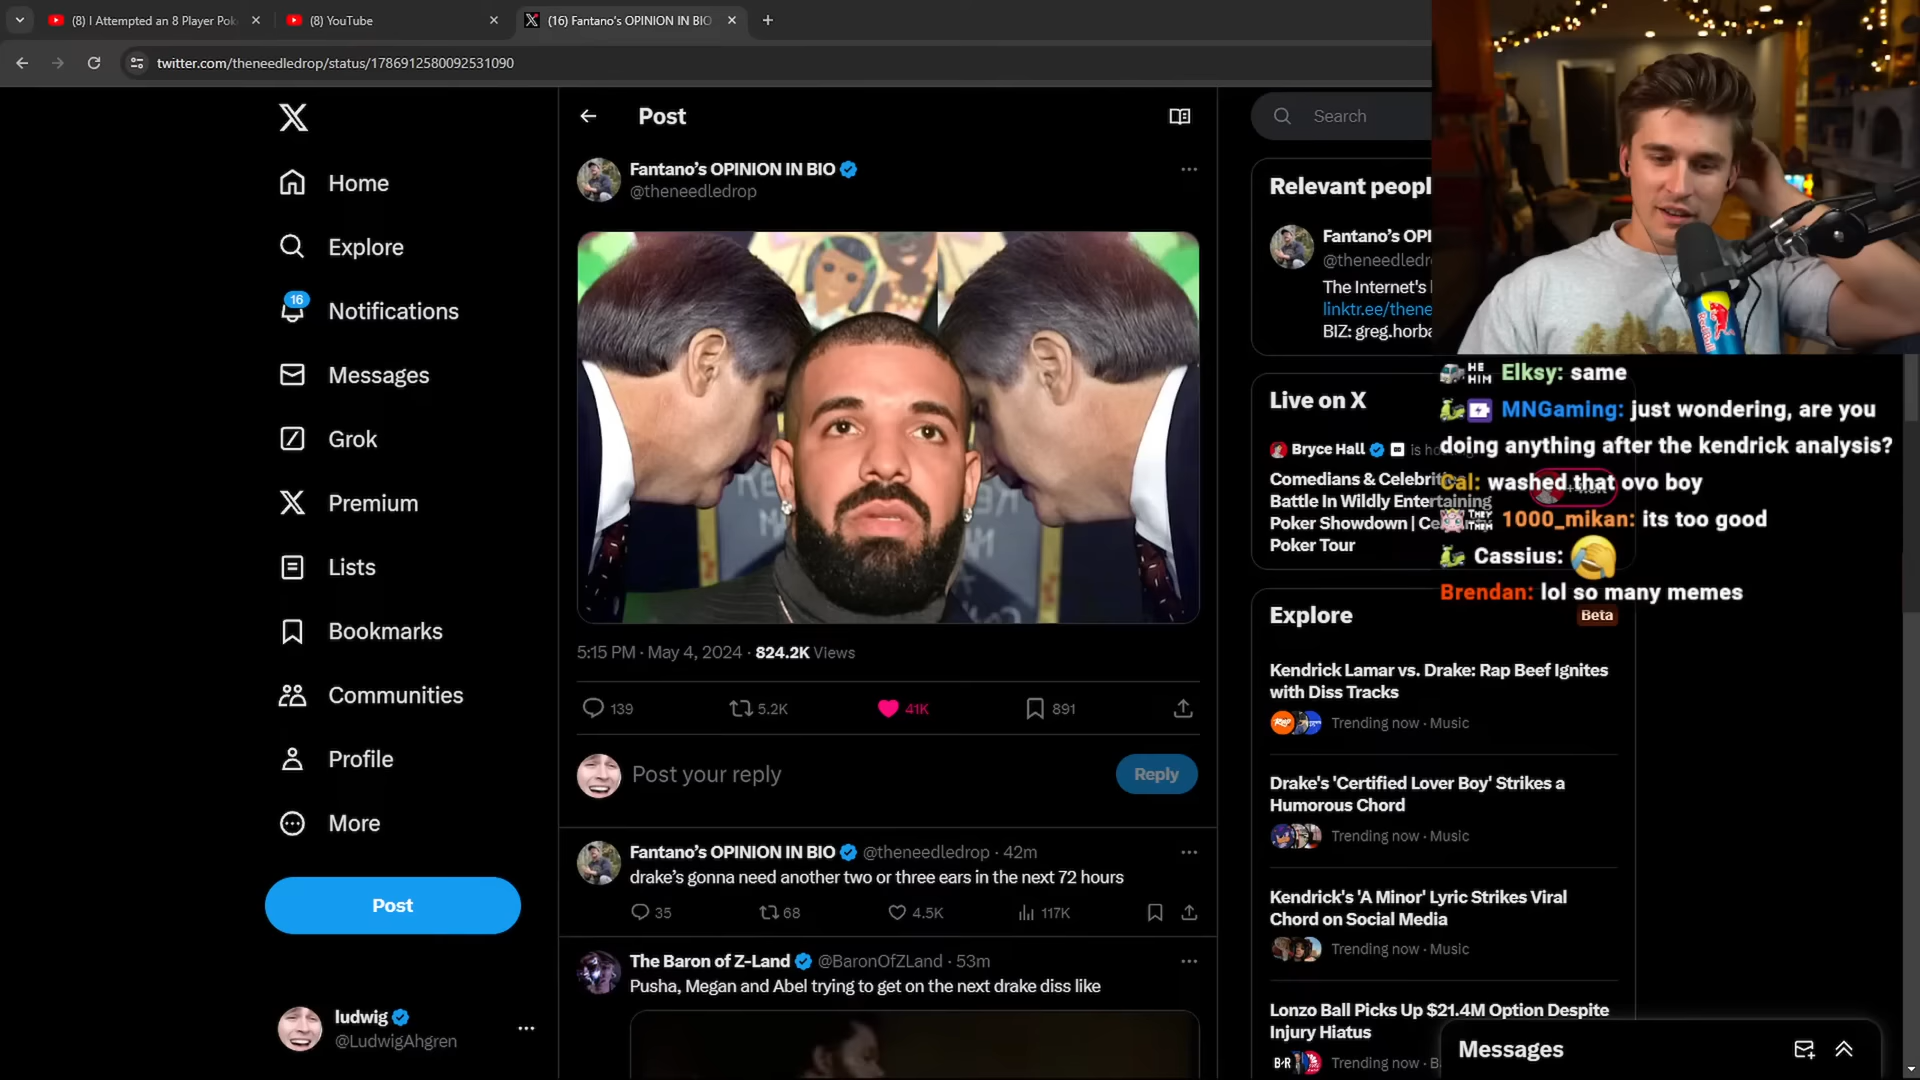 (8) I Attempted an 8 Player Pok
(8) YouTube
(16) Fantano's OPINION IN BIO
twitter.com/theneedledrop/status/1786912580092531090
Home
Explore
16
Notifications
Messages
Grok
Premium
Lists
Bookmarks
Communities
Profile
More
Post
ludwig
@LudwigAhgren
Post
Fantano's OPINION IN BIO
@theneedledrop
5:15 PM · May 4, 2024 · 824.2K Views
139
5.2K
41K
891
Post your reply
Reply
Fantano's OPINION IN BIO @theneedledrop · 42m
drake's gonna need another two or three ears in the next 72 hours
35
68
4.5K
117K
The Baron of Z-Land @BaronOfZLand · 53m
Pusha, Megan and Abel trying to get on the next drake diss like
Search
Relevant peopl
Fantano's OPI
@theneedledr
The Internet's
linktr.ee/thene
BIZ: greg.horba
Live on X
Bryce Hall is ho
Comedians & Celebrit
Battle In Wildly Entertaining
Poker Showdown | Ce
Poker Tour
Red Bull
HE HIM Elksy: same
MNGaming: just wondering, are you
doing anything after the kendrick analysis?
Cal: washed that ovo boy
THEY THEM 1000_mikan: its too good
Cassius:
Brendan: lol so many memes
Explore
Beta
Kendrick Lamar vs. Drake: Rap Beef Ignites
with Diss Tracks
Trending now · Music
Drake's 'Certified Lover Boy' Strikes a
Humorous Chord
Trending now · Music
Kendrick's 'A Minor' Lyric Strikes Viral
Chord on Social Media
Trending now · Music
Lonzo Ball Picks Up $21.4M Option Despite
Injury Hiatus
B/R
Trending now · B
Messages